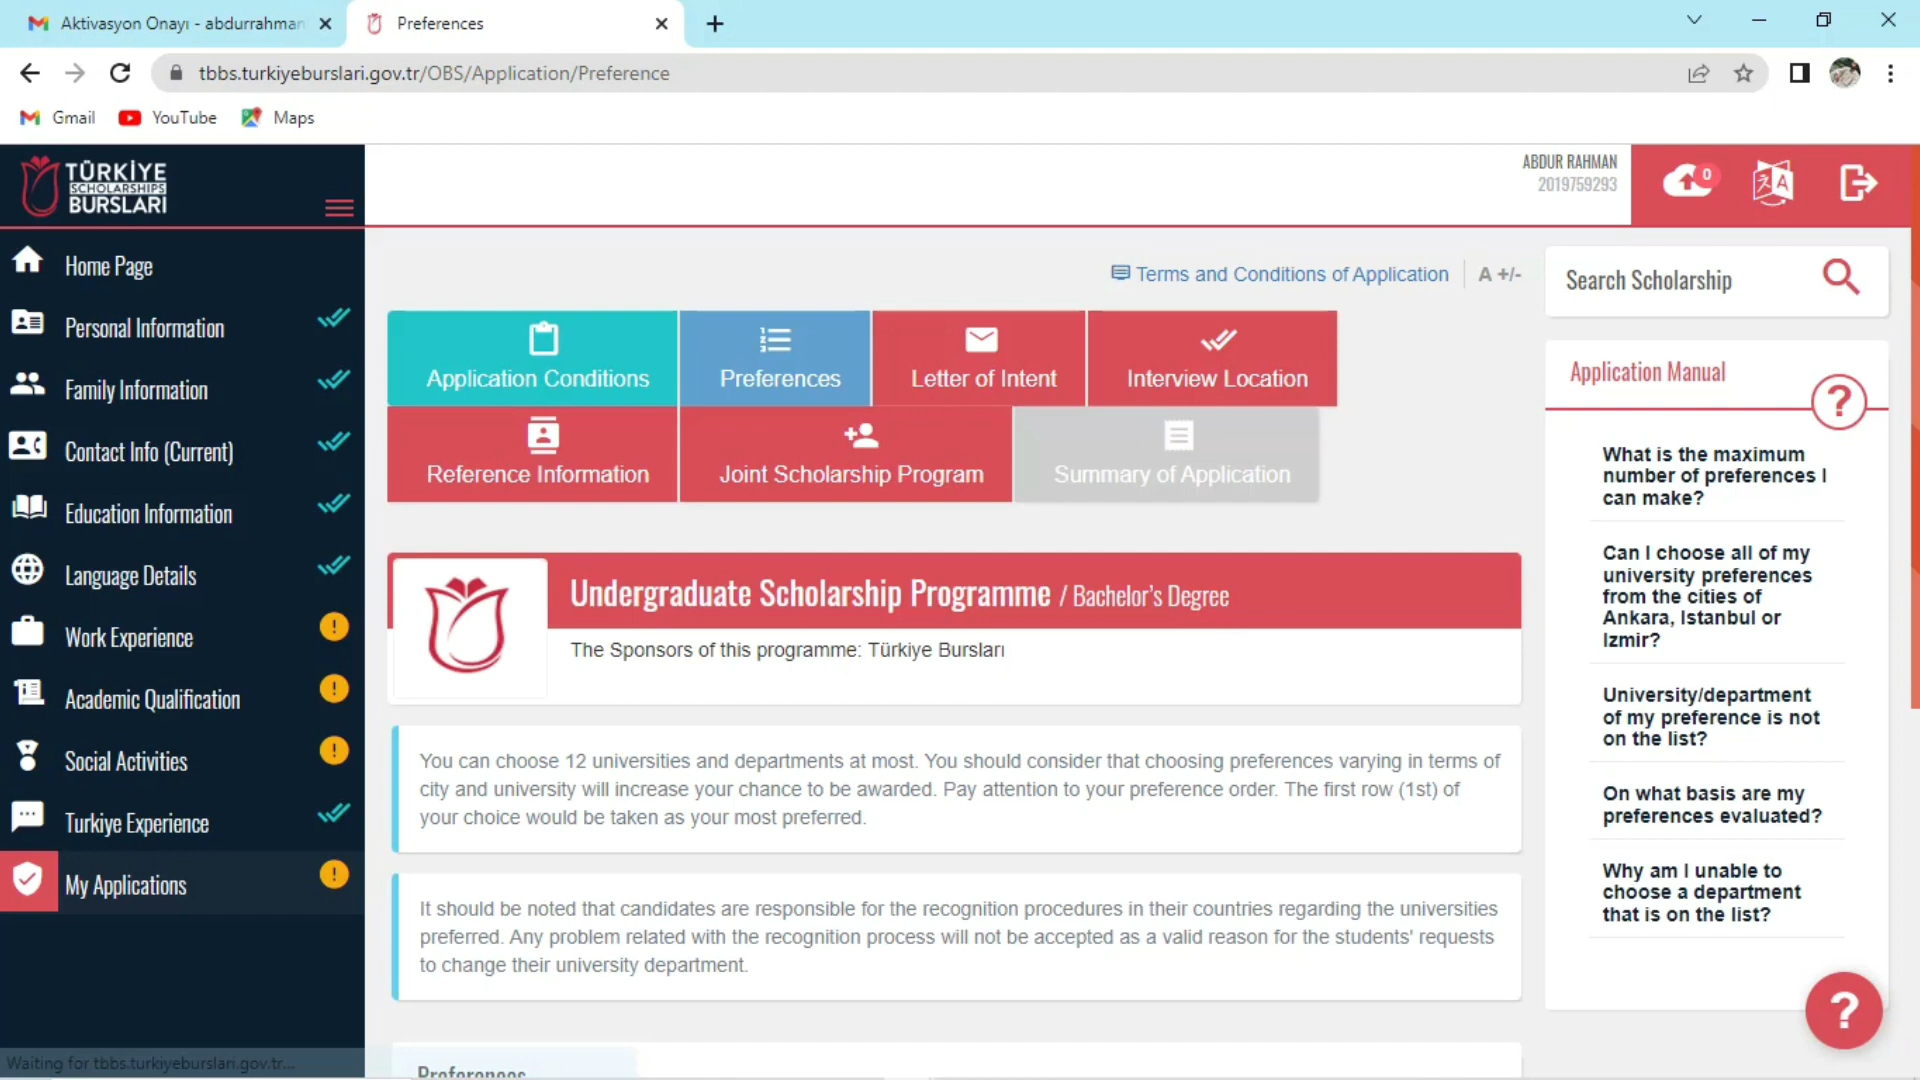 Aktivasyon Onayı - abdurrahman
Preferences
tbbs.turkiyeburslari.gov.tr/OBS/Application/Preference
Gmail
YouTube
Maps
TÜRKİYE
SCHOLARSHIPS
BURSLARI
ABDUR RAHMAN
2019759293
0
Home Page
Personal Information
Family Information
Contact Info (Current)
Education Information
Language Details
Work Experience
Academic Qualification
Social Activities
Turkiye Experience
My Applications
Waiting for tbbs.turkiyeburslari.gov.tr...
Terms and Conditions of Application
A +/-
Application Conditions
Preferences
Letter of Intent
Interview Location
Reference Information
Joint Scholarship Program
Summary of Application
Undergraduate Scholarship Programme / Bachelor's Degree
The Sponsors of this programme: Türkiye Bursları
You can choose 12 universities and departments at most. You should consider that choosing preferences varying in terms of
city and university will increase your chance to be awarded. Pay attention to your preference order. The first row (1st) of
your choice would be taken as your most preferred.
It should be noted that candidates are responsible for the recognition procedures in their countries regarding the universities
preferred. Any problem related with the recognition process will not be accepted as a valid reason for the students' requests
to change their university department.
Preferences
Search Scholarship
Application Manual
?
What is the maximum
number of preferences I
can make?
Can I choose all of my
university preferences
from the cities of
Ankara, Istanbul or
Izmir?
University/department
of my preference is not
on the list?
On what basis are my
preferences evaluated?
Why am I unable to
choose a department
that is on the list?
?